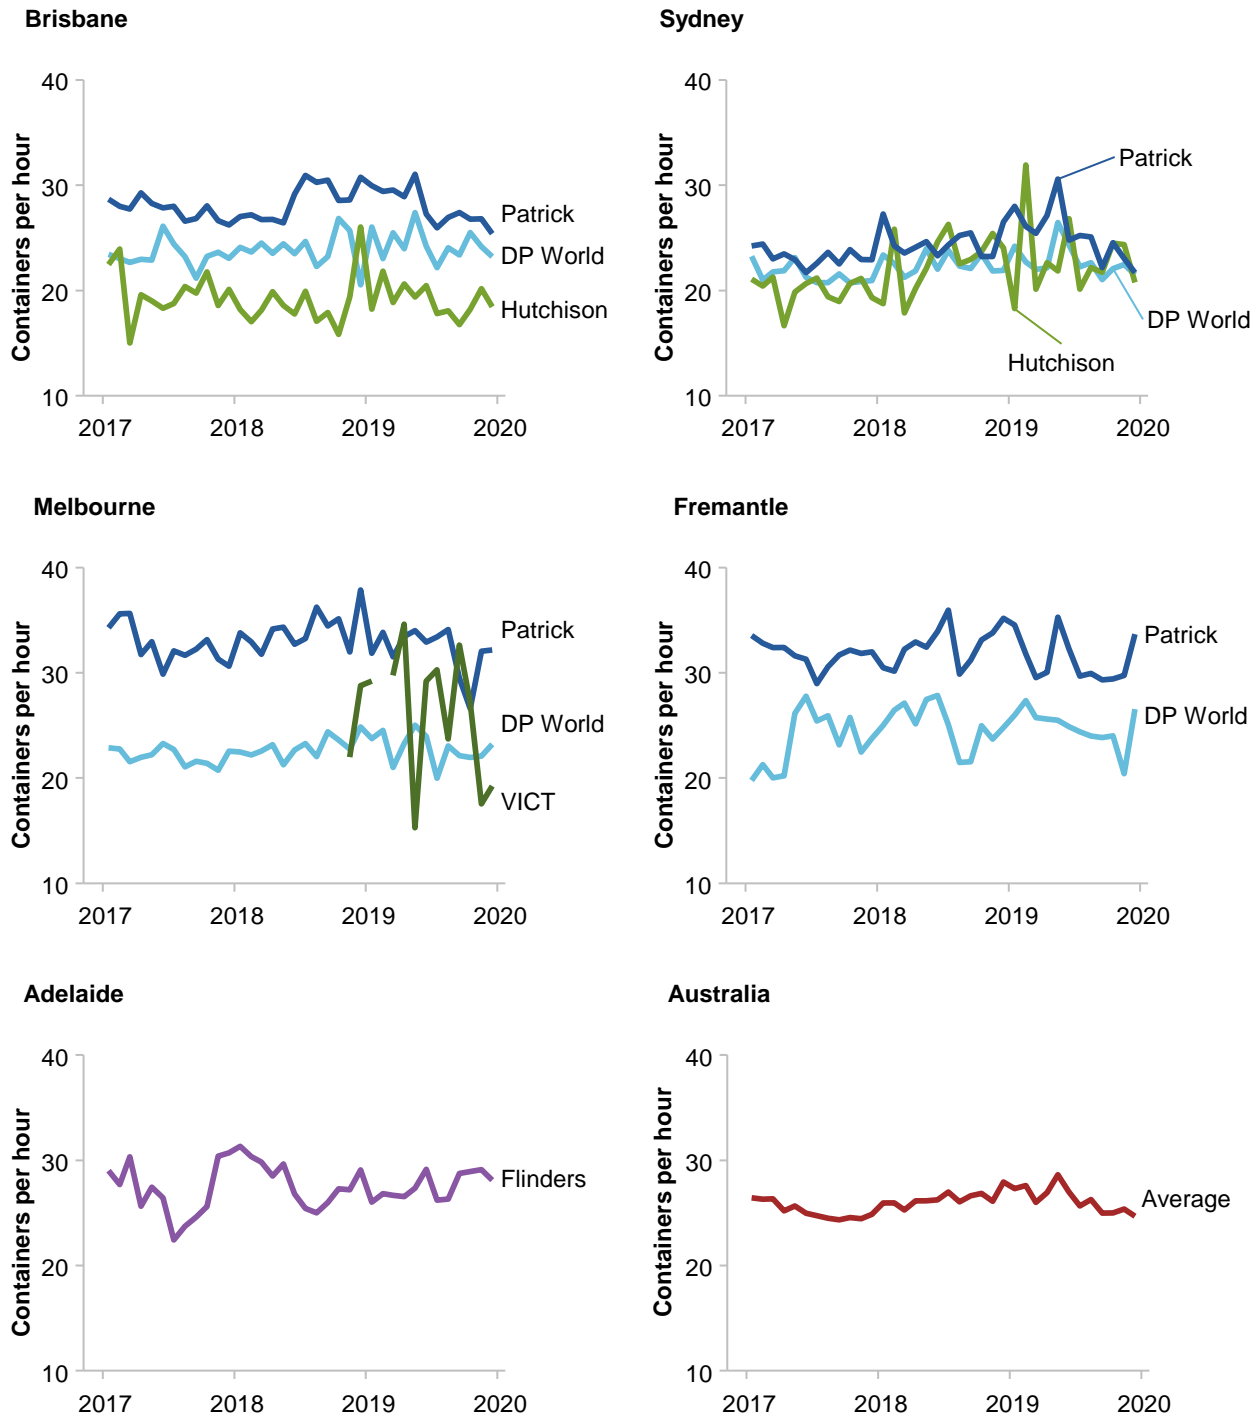 Brisbane
40
30
20
10
Containers per hour
Patrick
DP World
Hutchison
2017 2018 2019 2020
Sydney
40
30
20
10
Containers per hour
Patrick
DP World
Hutchison
2017 2018 2019 2020
Melbourne
40
30
20
10
Containers per hour
Patrick
DP World
VICT
2017 2018 2019 2020
Fremantle
40
30
20
10
Containers per hour
Patrick
DP World
2017 2018 2019 2020
Adelaide
40
30
20
10
Containers per hour
Flinders
2017 2018 2019 2020
Australia
40
30
20
10
Containers per hour
Average
2017 2018 2019 2020